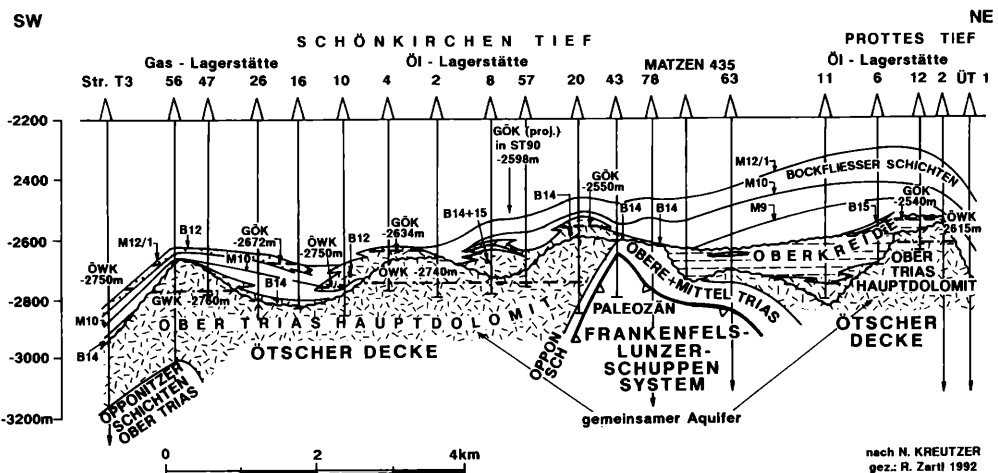 SW
NE
SCHÖNKIRCHEN TIEF
PROTTES TIEF
Gas - Lagerstätte
Öl - Lagerstätte
MATZEN 435
Öl - Lagerstätte
Str. T3 56 47 26 16 10 4 2 8 57 20 43 78 63 11 6 12 2 ÜT 1
-2200
-2400
-2600
-2800
-3000
-3200m
GÖK (proj.)
in ST90
-2598m
GÖK
-2550m
M12/1
BOCKFLIESSER SCHICHTEN
M10
M9
GÖK
-2540m
B15
ÖWK
2615m
B14
B14
B14
B14+15
GÖK
-2634m
B12
M12/1
GÖK
-2672m
M10
ÖWK
-2750m
B12
ÖWK
-2750m
B14
GWK -2760m
ÖWK -2740m
M10
B14
OBERKREIDE
OBER
TRIAS
HAUPTDOLOMIT
OBER TRIAS HAUPTDOLOMIT
ÖTSCHER DECKE
OBERE+MITTEL TRIAS
PALEOZÄN
FRANKENFELS-
LUNZER-
SCHUPPEN
SYSTEM
ÖTSCHER
DECKE
OPPON
SCH
OPPONITZER
SCHICHTEN
OBER TRIAS
gemeinsamer Aquifer
0 2 4km
nach N. KREUTZER
gez.: R. Zartl 1992